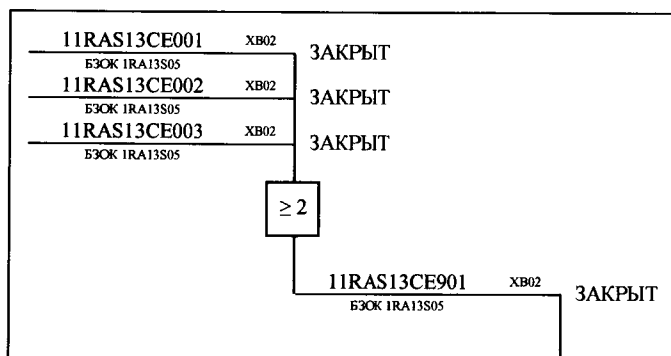 11RAS13CE001 XB02 ЗАКРЫТ
БЗОК 1RA13S05
11RAS13CE002 XB02 ЗАКРЫТ
БЗОК 1RA13S05
11RAS13CE003 XB02 ЗАКРЫТ
БЗОК 1RA13S05
≥ 2
11RAS13CE901 XB02 ЗАКРЫТ
БЗОК 1RA13S05